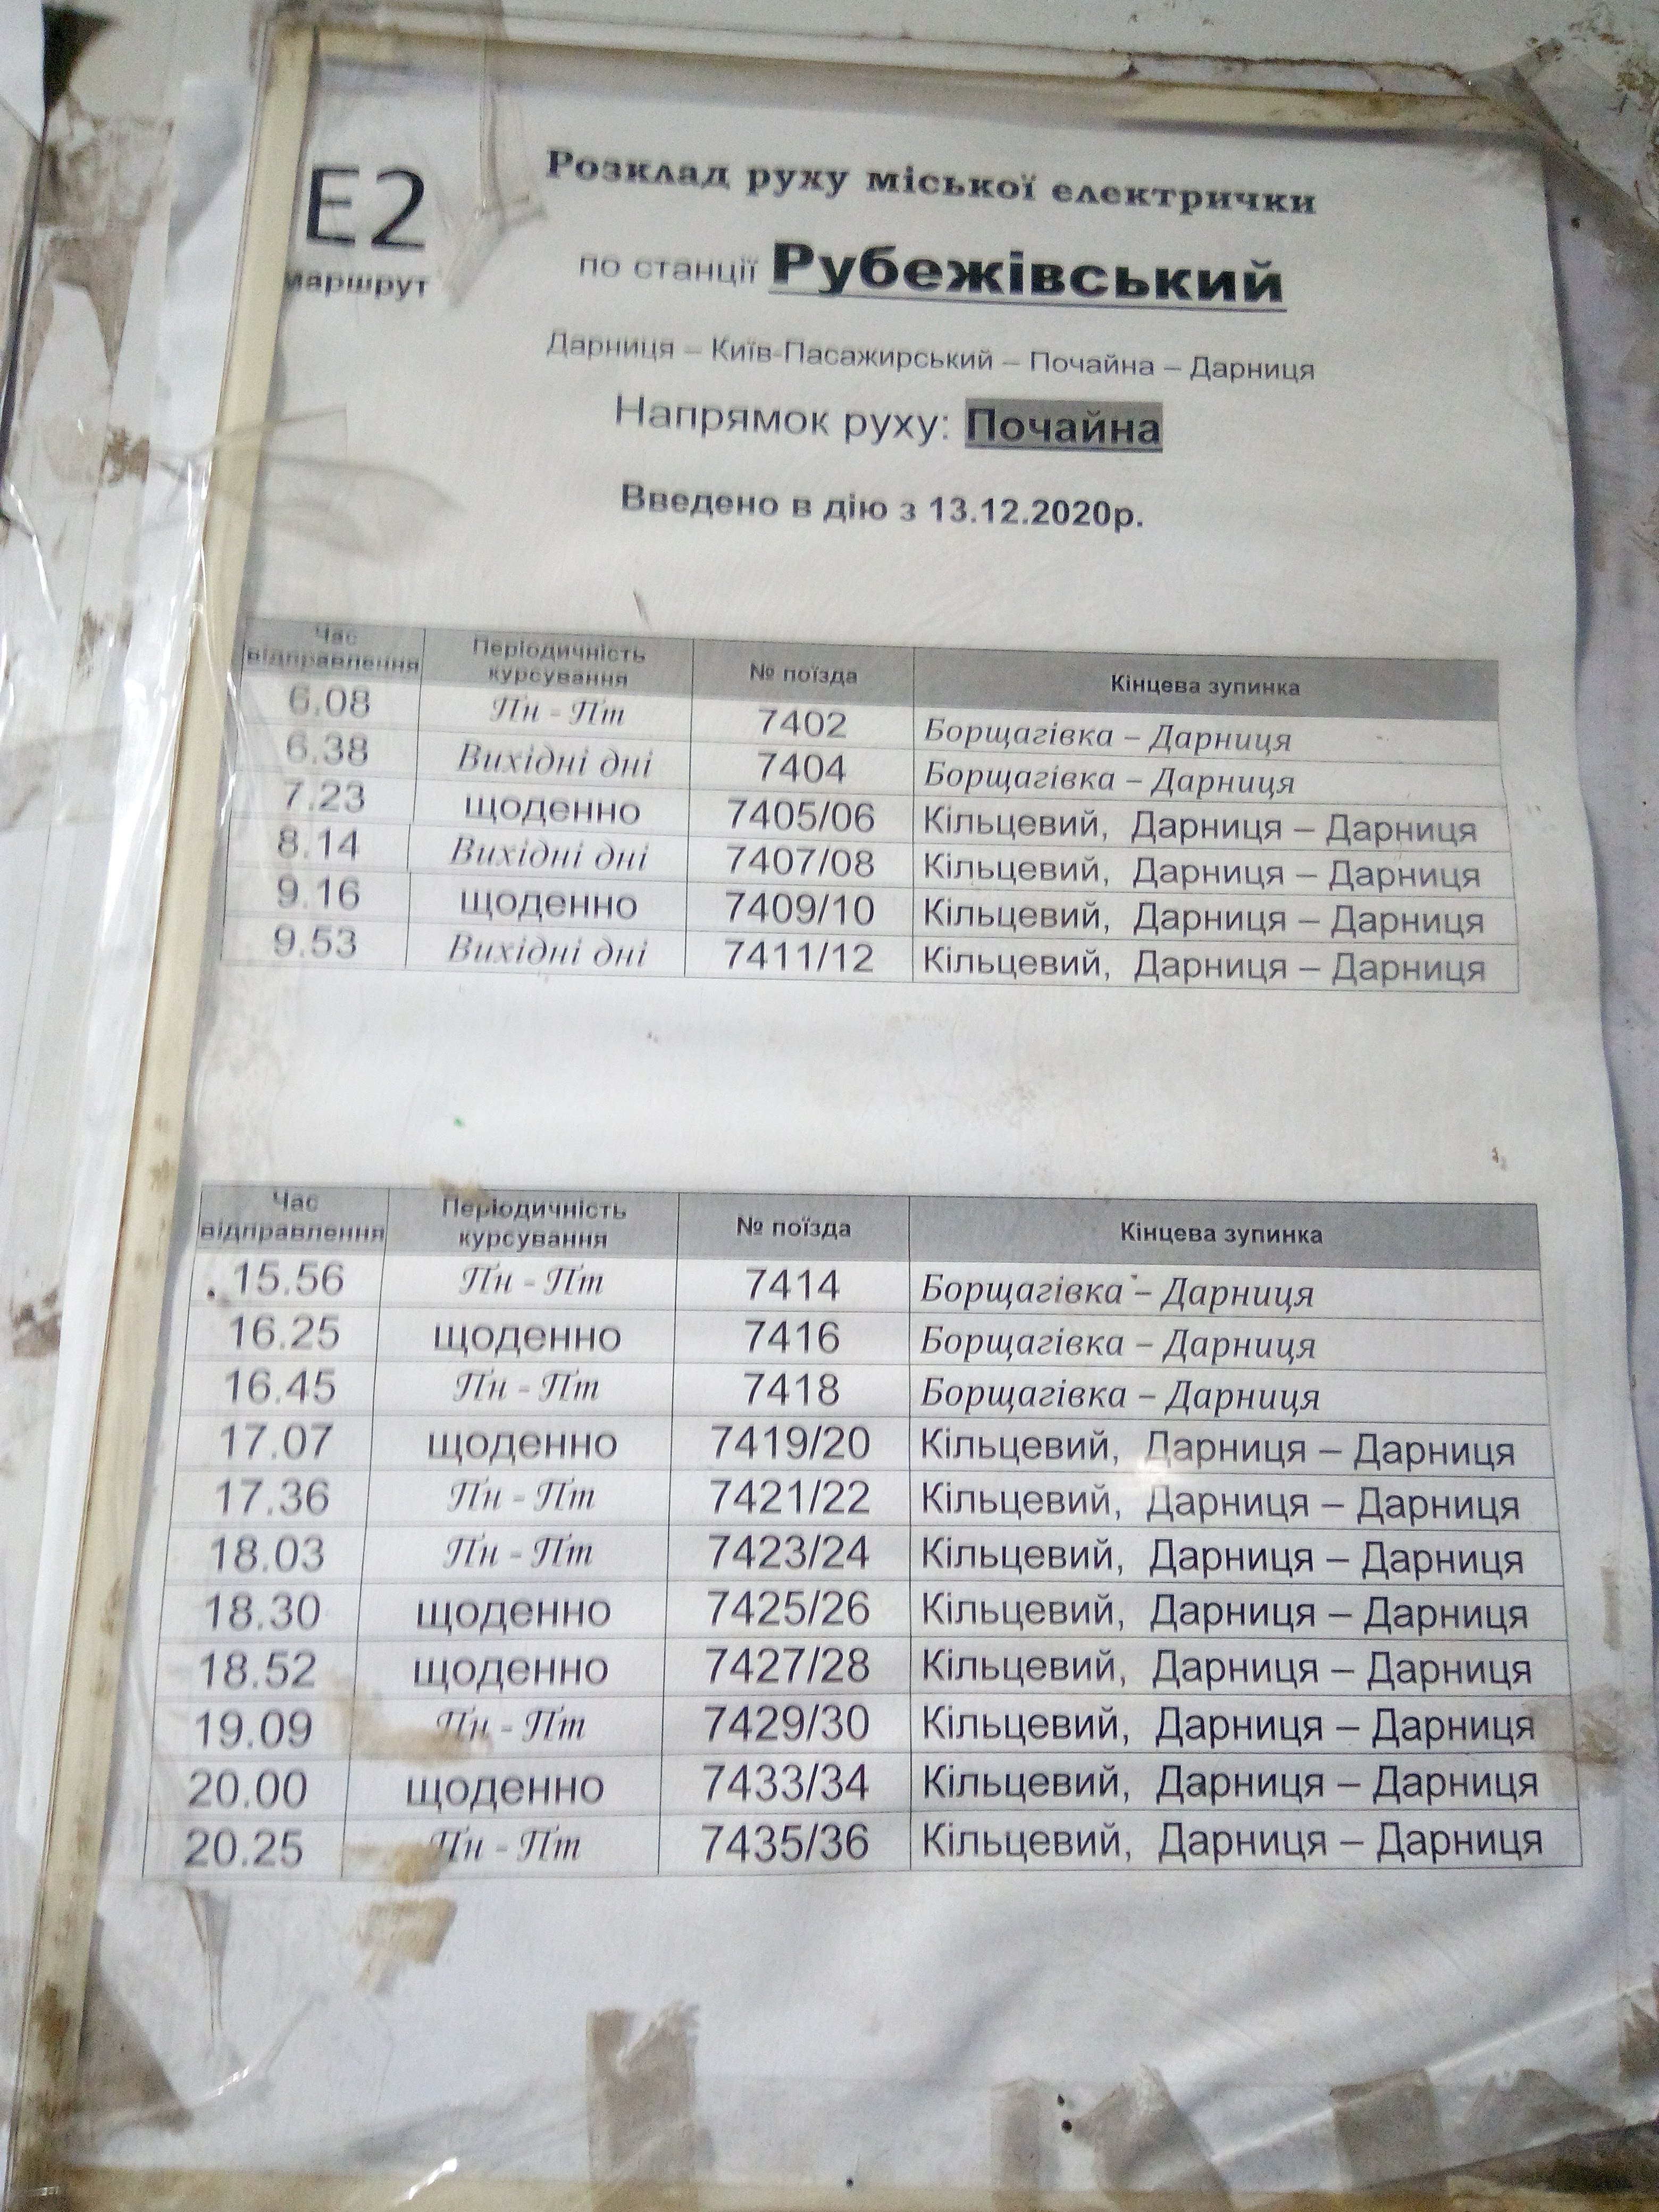 E2
маршрут
Розклад руху міської електрички
по станції Рубежівський
Дарниця – Київ-Пасажирський – Почайна – Дарниця
Напрямок руху: Почайна
Введено в дію з 13.12.2020р.
Час відправлення Періодичність курсування № поїзда Кінцева зупинка
6.08 Пн - Пт 7402 Борщагівка – Дарниця
6.38 Вихідні дні 7404 Борщагівка – Дарниця
7.23 щоденно 7405/06 Кільцевий, Дарниця – Дарниця
8.14 Вихідні дні 7407/08 Кільцевий, Дарниця – Дарниця
9.16 щоденно 7409/10 Кільцевий, Дарниця – Дарниця
9.53 Вихідні дні 7411/12 Кільцевий, Дарниця – Дарниця
Час відправлення Періодичність курсування № поїзда Кінцева зупинка
15.56 Пн - Пт 7414 Борщагівка – Дарниця
16.25 щоденно 7416 Борщагівка – Дарниця
16.45 Пн - Пт 7418 Борщагівка – Дарниця
17.07 щоденно 7419/20 Кільцевий, Дарниця – Дарниця
17.36 Пн - Пт 7421/22 Кільцевий, Дарниця – Дарниця
18.03 Пн - Пт 7423/24 Кільцевий, Дарниця – Дарниця
18.30 щоденно 7425/26 Кільцевий, Дарниця – Дарниця
18.52 щоденно 7427/28 Кільцевий, Дарниця – Дарниця
19.09 Пн - Пт 7429/30 Кільцевий, Дарниця – Дарниця
20.00 щоденно 7433/34 Кільцевий, Дарниця – Дарниця
20.25 Пн - Пт 7435/36 Кільцевий, Дарниця – Дарниця